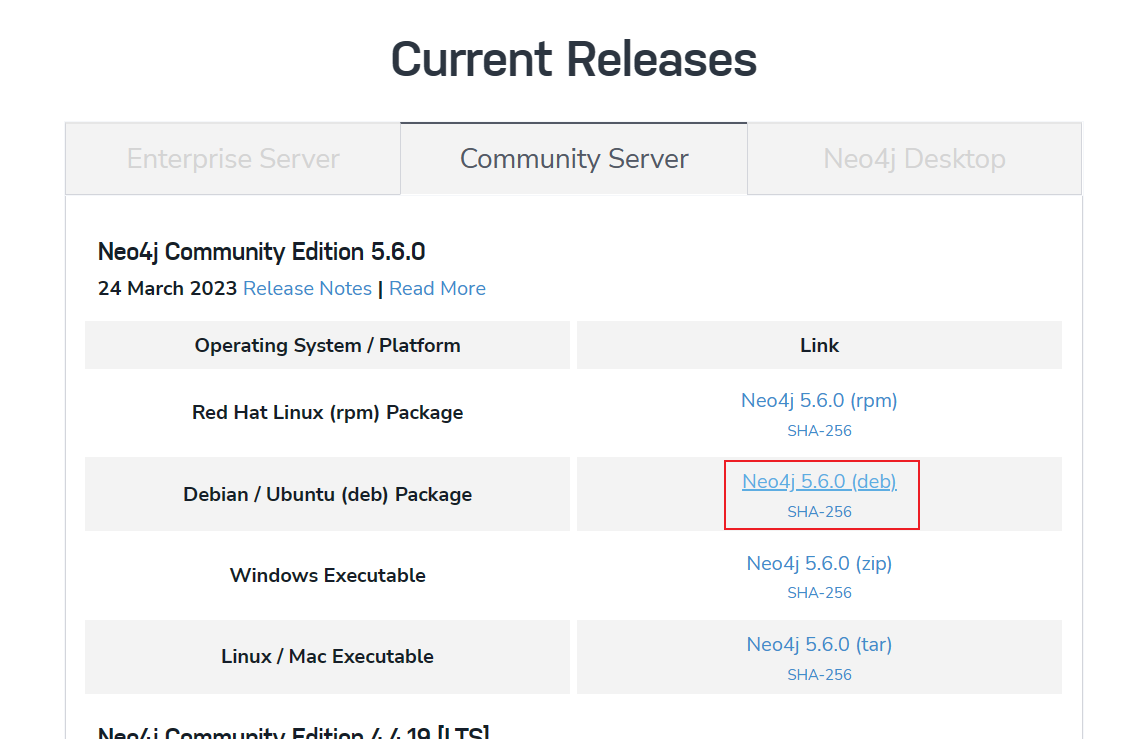 Current Releases
Enterprise Server
Community Server
Neo4j Desktop
Neo4j Community Edition 5.6.0
24 March 2023 Release Notes | Read More
Operating System / Platform
Link
Red Hat Linux (rpm) Package
Neo4j 5.6.0 (rpm)
SHA-256
Debian / Ubuntu (deb) Package
Neo4j 5.6.0 (deb)
SHA-256
Windows Executable
Neo4j 5.6.0 (zip)
SHA-256
Linux / Mac Executable
Neo4j 5.6.0 (tar)
SHA-256
Neo4j Community Edition 4.4.19 [LTS]